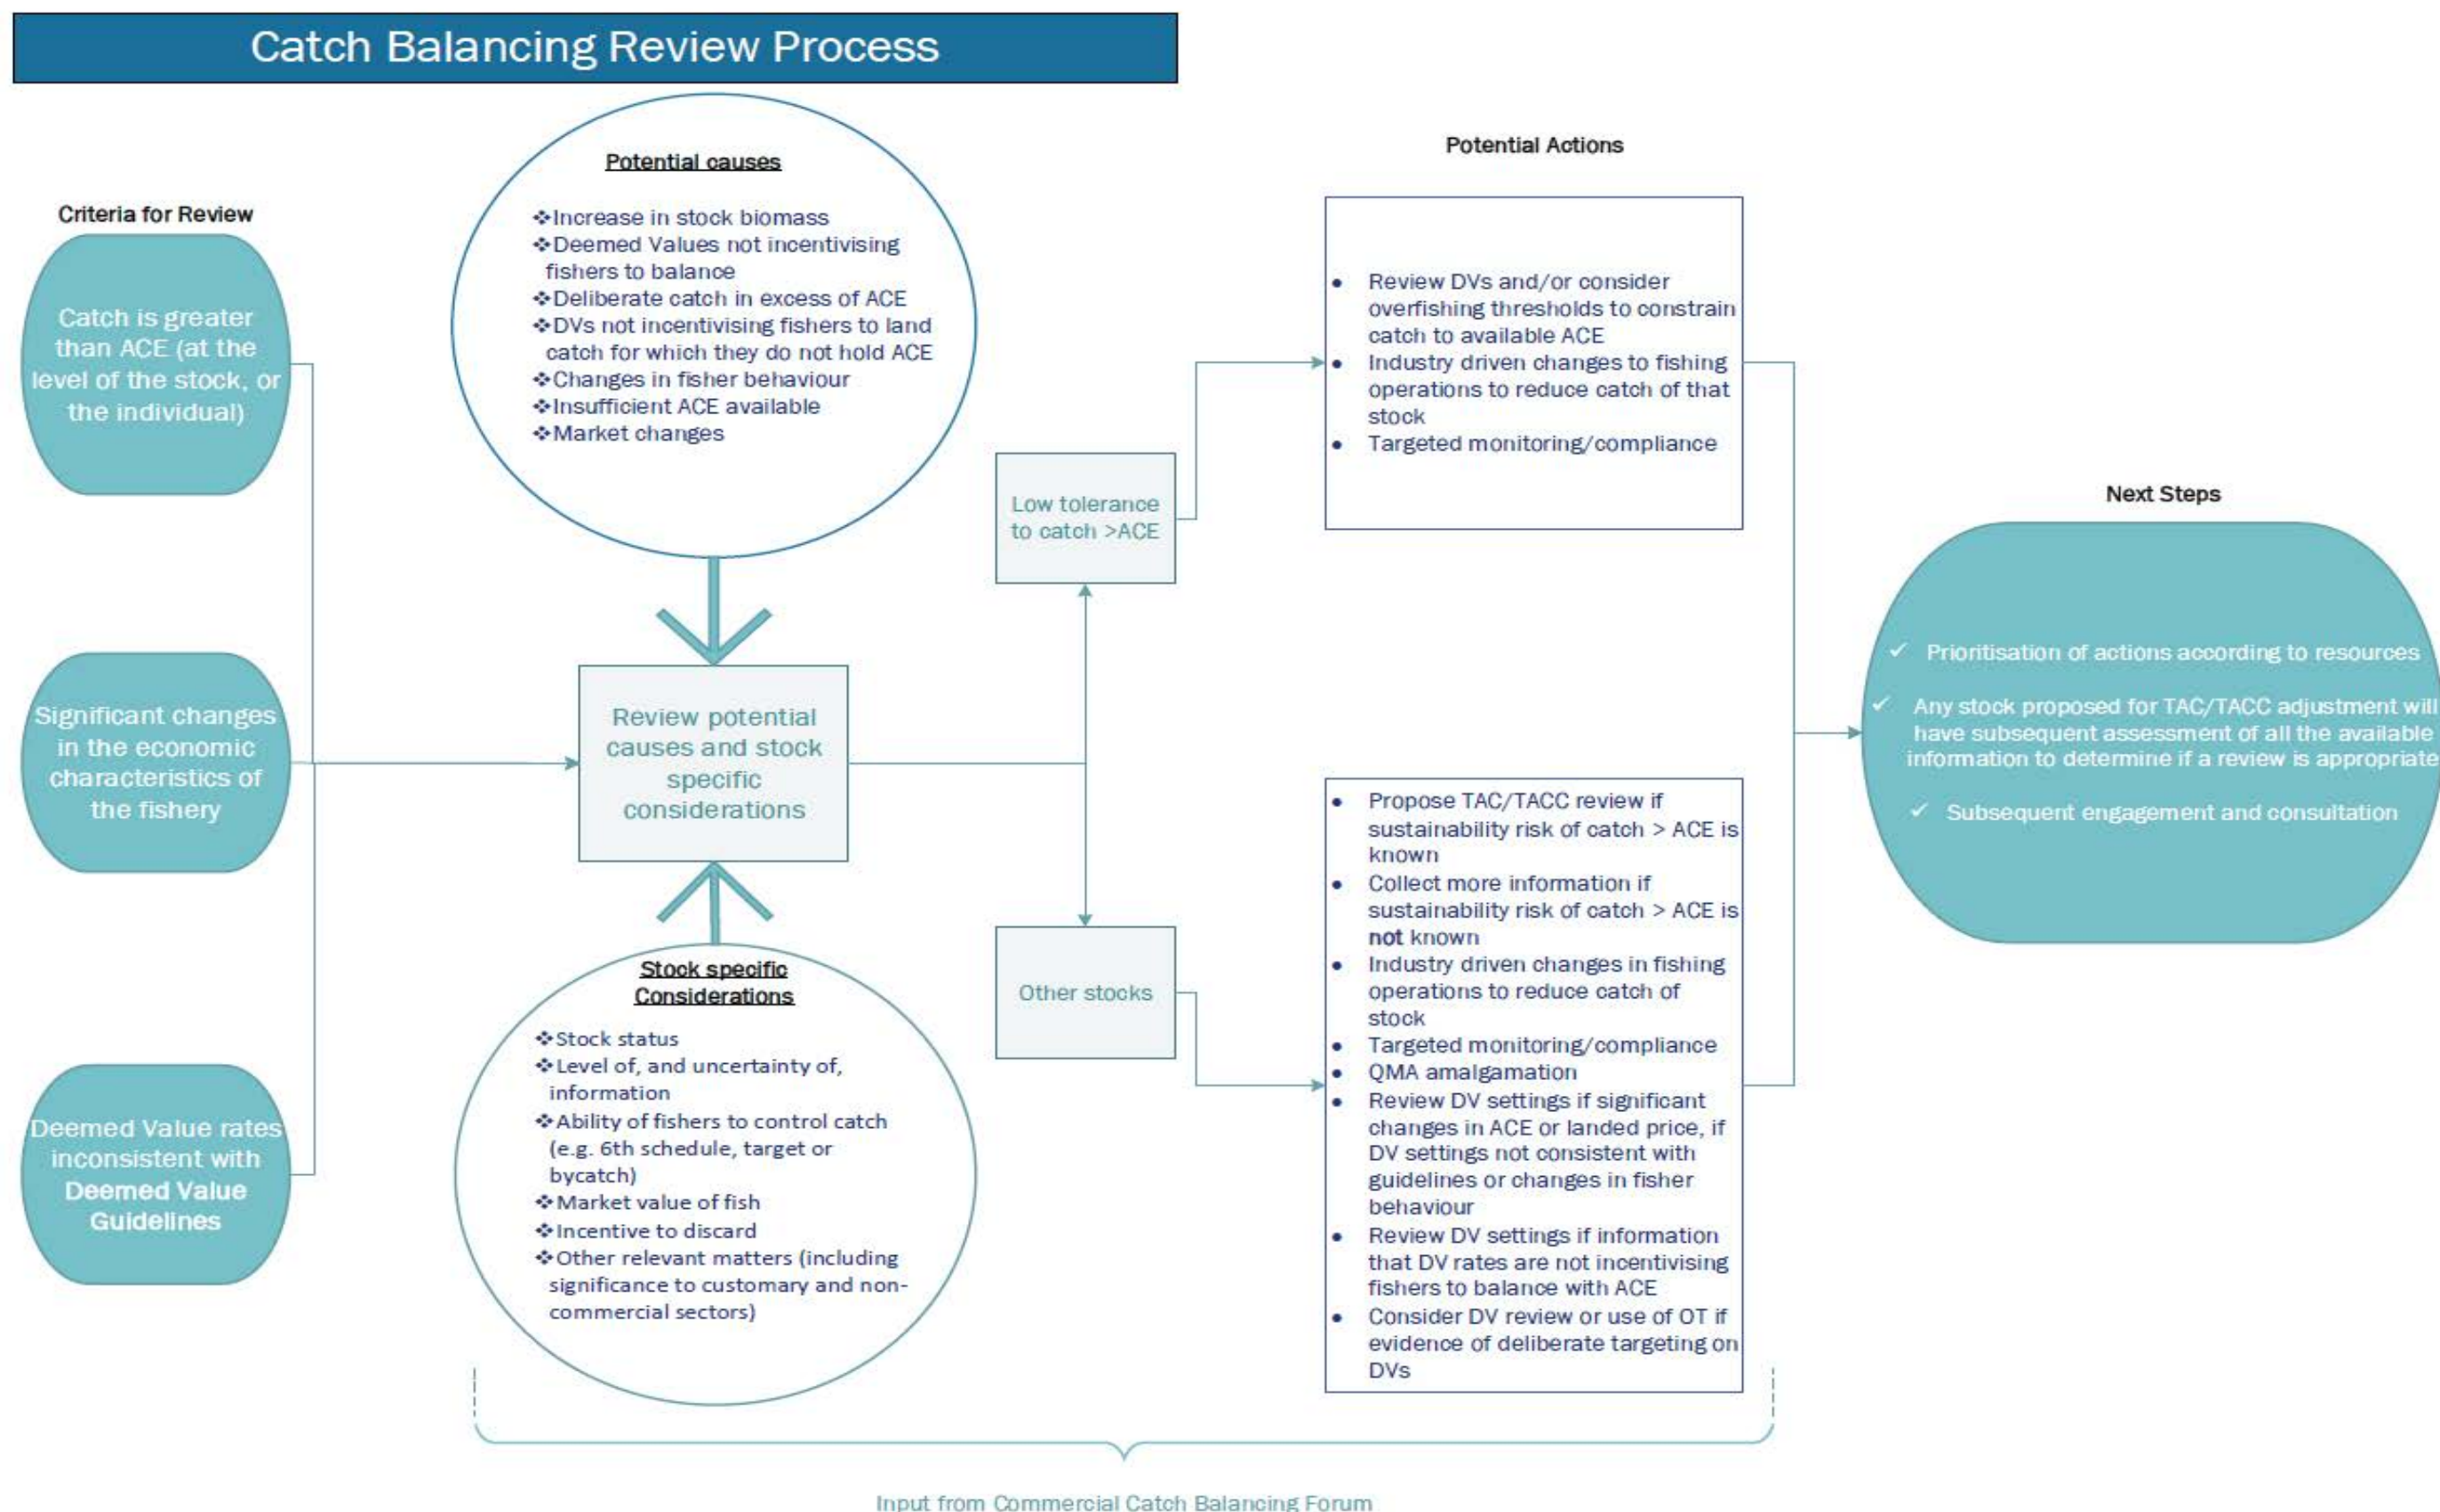 Catch Balancing Review Process
Criteria for Review
Catch is greater
than ACE (at the
level of the stock, or
the individual)
Significant changes
in the economic
characteristics of
the fishery
Deemed Value rates
inconsistent with
Deemed Value
Guidelines
Potential causes
❖Increase in stock biomass
❖Deemed Values not incentivising
fishers to balance
❖Deliberate catch in excess of ACE
❖DVs not incentivising fishers to land
catch for which they do not hold ACE
❖Changes in fisher behaviour
❖Insufficient ACE available
❖Market changes
Review potential
causes and stock
specific
considerations
Stock specific
Considerations
❖Stock status
❖Level of, and uncertainty of,
information
❖Ability of fishers to control catch
(e.g. 6th schedule, target or
bycatch)
❖Market value of fish
❖Incentive to discard
❖Other relevant matters (including
significance to customary and non-
commercial sectors)
Low tolerance
to catch >ACE
Other stocks
Potential Actions
• Review DVs and/or consider
overfishing thresholds to constrain
catch to available ACE
• Industry driven changes to fishing
operations to reduce catch of that
stock
• Targeted monitoring/compliance
• Propose TAC/TACC review if
sustainability risk of catch > ACE is
known
• Collect more information if
sustainability risk of catch > ACE is
not known
• Industry driven changes in fishing
operations to reduce catch of
stock
• Targeted monitoring/compliance
• QMA amalgamation
• Review DV settings if significant
changes in ACE or landed price, if
DV settings not consistent with
guidelines or changes in fisher
behaviour
• Review DV settings if information
that DV rates are not incentivising
fishers to balance with ACE
• Consider DV review or use of OT if
evidence of deliberate targeting on
DVs
Next Steps
✓ Prioritisation of actions according to resources
✓ Any stock proposed for TAC/TACC adjustment will
have subsequent assessment of all the available
information to determine if a review is appropriate
✓ Subsequent engagement and consultation
Input from Commercial Catch Balancing Forum